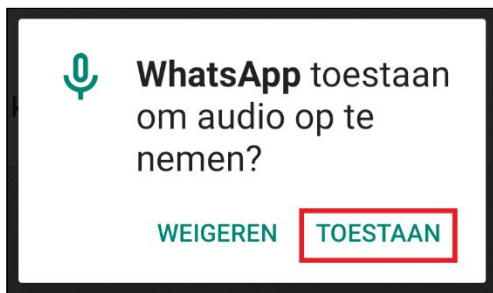 WhatsApp toestaan
om audio op te
nemen?
WEIGEREN TOESTAAN